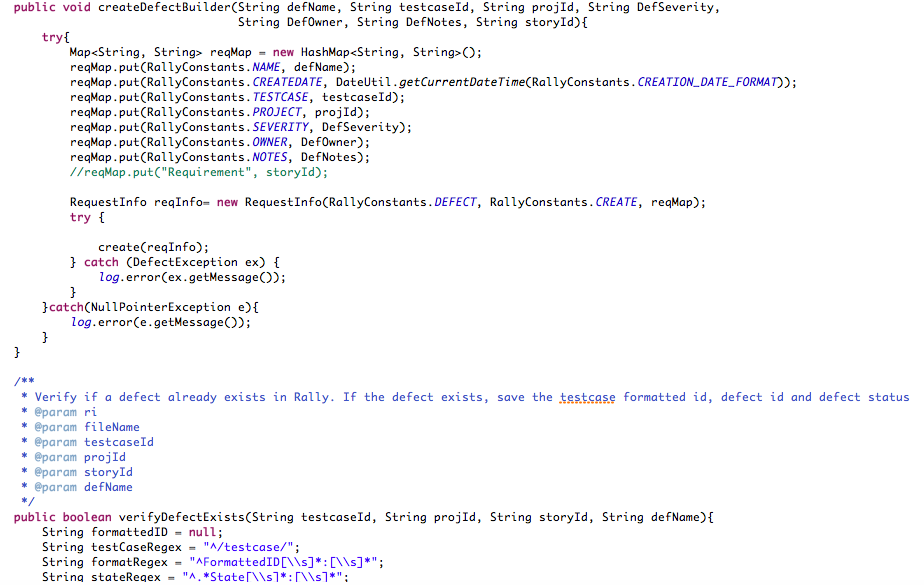 public void createDefectBuilder(String defName, String testcaseId, String projId, String DefSeverity,
String DefOwner, String DefNotes, String storyId){
try{
Map<String, String> reqMap = new HashMap<String, String>();
reqMap.put(RallyConstants.NAME, defName);
reqMap.put(RallyConstants.CREATEDATE, DateUtil.getCurrentDateTime(RallyConstants.CREATION_DATE_FORMAT));
reqMap.put(RallyConstants.TESTCASE, testcaseId);
reqMap.put(RallyConstants.PROJECT, projId);
reqMap.put(RallyConstants.SEVERITY, DefSeverity);
reqMap.put(RallyConstants.OWNER, DefOwner);
reqMap.put(RallyConstants.NOTES, DefNotes);
//reqMap.put("Requirement", storyId);
RequestInfo reqInfo= new RequestInfo(RallyConstants.DEFECT, RallyConstants.CREATE, reqMap);
try {
create(reqInfo);
} catch (DefectException ex) {
log.error(ex.getMessage());
}
}catch(NullPointerException e){
log.error(e.getMessage());
}
}
/**
* Verify if a defect already exists in Rally. If the defect exists, save the testcase formatted id, defect id and defect status
* @param ri
* @param fileName
* @param testcaseId
* @param projId
* @param storyId
* @param defName
*/
public boolean verifyDefectExists(String testcaseId, String projId, String storyId, String defName){
String formattedID = null;
String testCaseRegex = "^/testcase/";
String formatRegex = "^FormattedID[\\s]*:[\\s]*";
String stateRegex = "^.*State[\\s]*:[\\s]*";